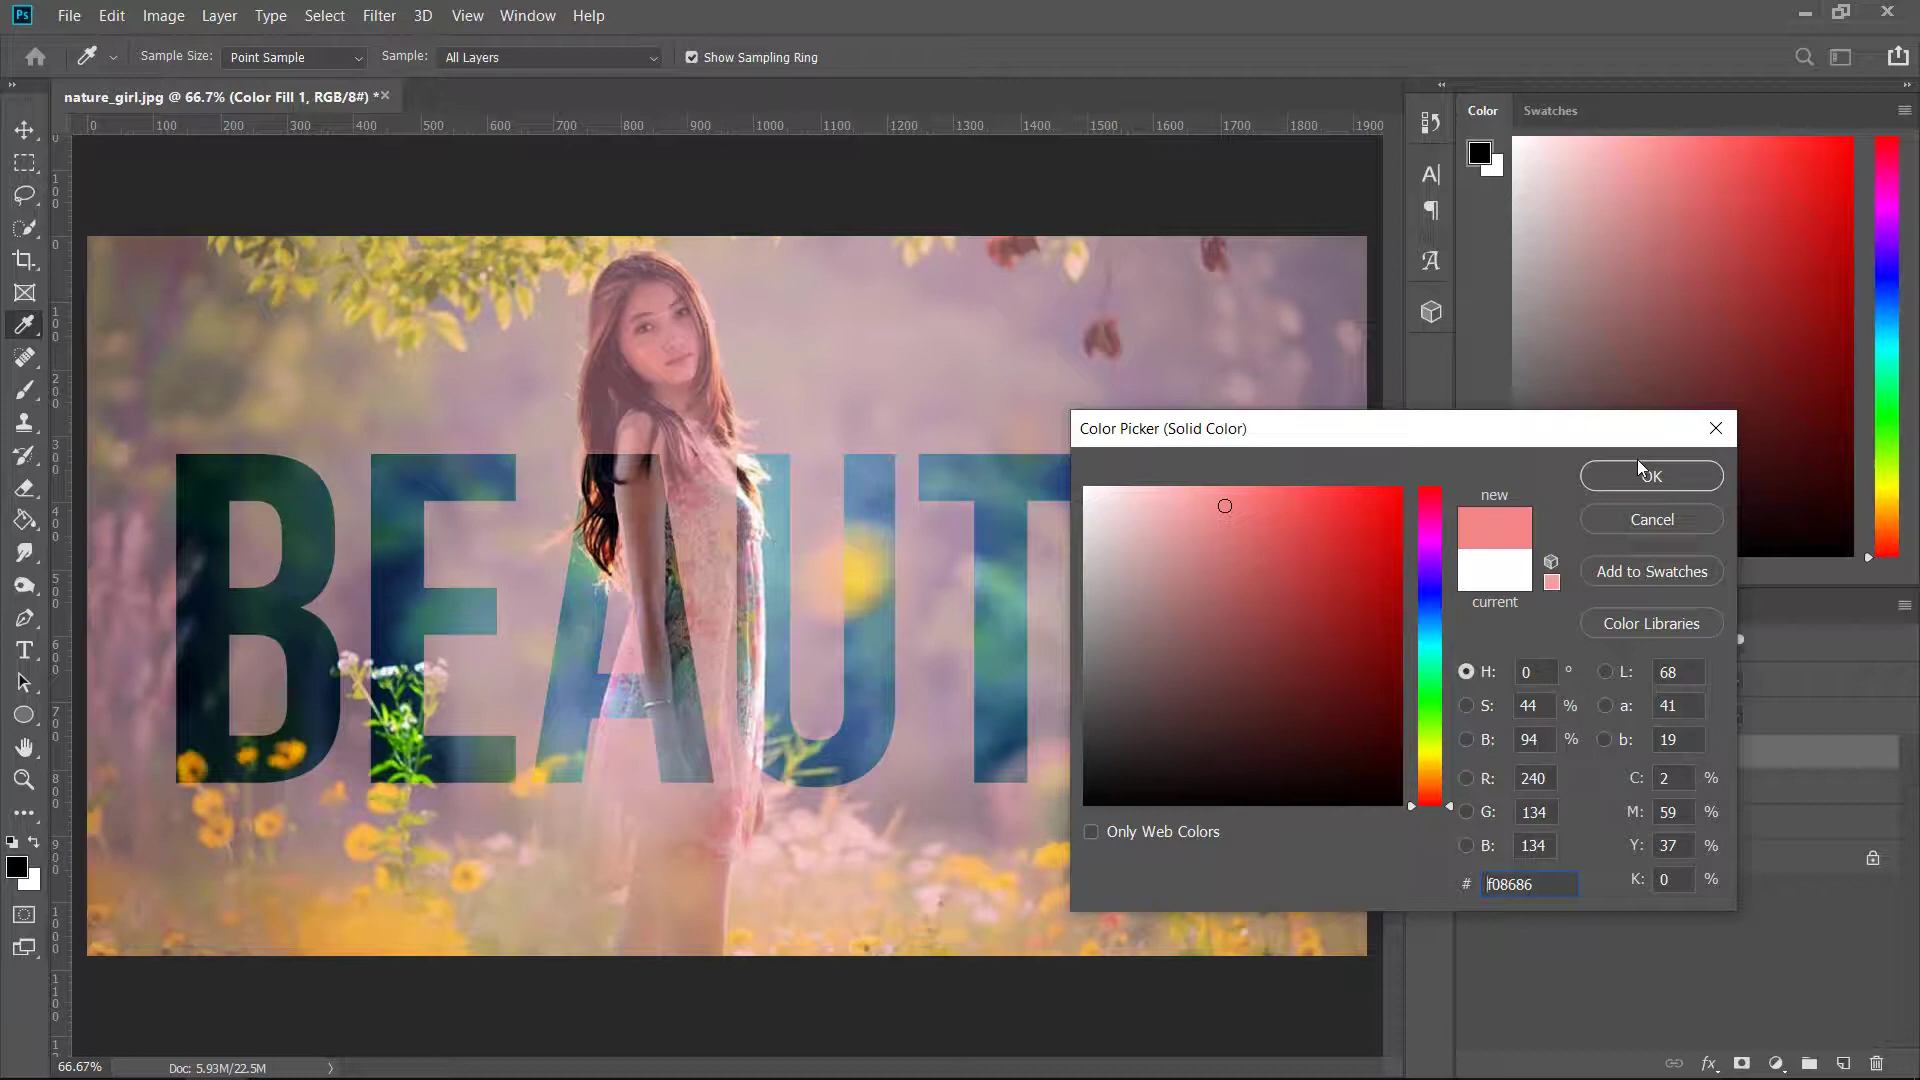 Ps File Edit Image Layer Type Select Filter 3D View Window Help
Sample Size: Point Sample Sample: All Layers Show Sampling Ring
nature_girl.jpg @ 66.7% (Color Fill 1, RGB/8#) *
Color Swatches
0 100 200 300 400 500 600 700 800 900 1000 1100 1200 1300 1400 1500 1600 1700 1800 1900
BEAUT
Color Picker (Solid Color)
new
OK
Cancel
Add to Swatches
current
Color Libraries
H: 0 ° L: 68
S: 44 % a: 41
B: 94 % b: 19
R: 240 C: 2 %
G: 134 M: 59 %
B: 134 Y: 37 %
# f08686 K: 0 %
Only Web Colors
66.67% Doc: 5.93M/22.5M
fx